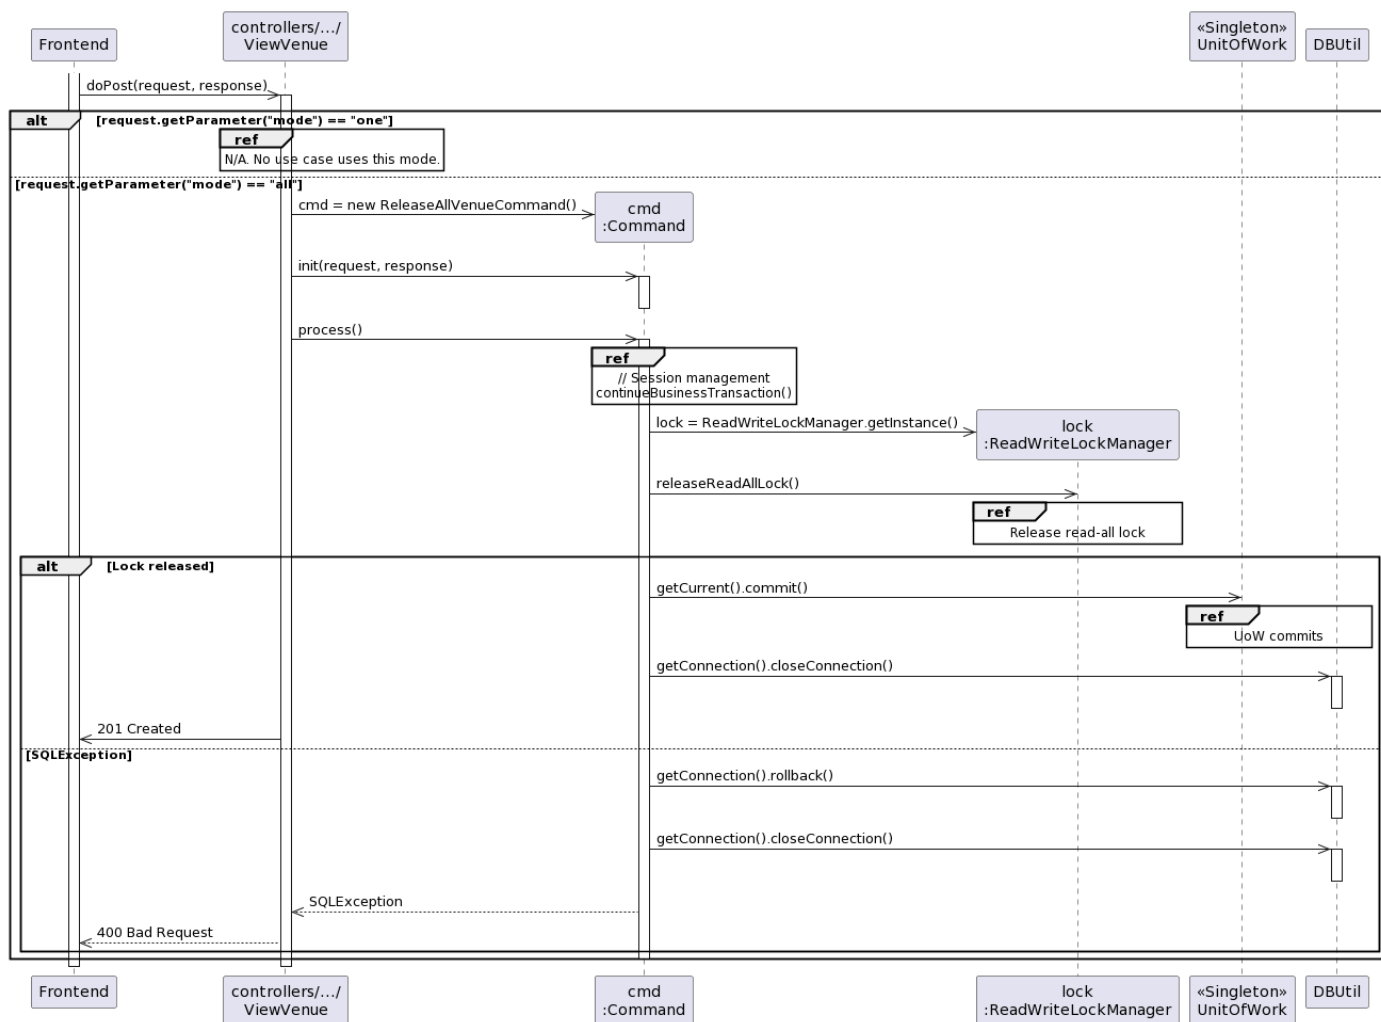 Frontend
controllers/.../
ViewVenue
«Singleton»
UnitOfWork
DBUtil
doPost(request, response)
alt
[request.getParameter("mode") == "one"]
ref
N/A. No use case uses this mode.
[request.getParameter("mode") == "all"]
cmd = new ReleaseAllVenueCommand()
cmd
:Command
init(request, response)
process()
ref
// Session management
continueBusinessTransaction()
lock = ReadWriteLockManager.getInstance()
lock
:ReadWriteLockManager
releaseReadAllLock()
ref
Release read-all lock
alt
[Lock released]
getCurrent().commit()
ref
UoW commits
getConnection().closeConnection()
201 Created
[SQLException]
getConnection().rollback()
getConnection().closeConnection()
SQLException
400 Bad Request
Frontend
controllers/.../
ViewVenue
cmd
:Command
lock
:ReadWriteLockManager
«Singleton»
UnitOfWork
DBUtil